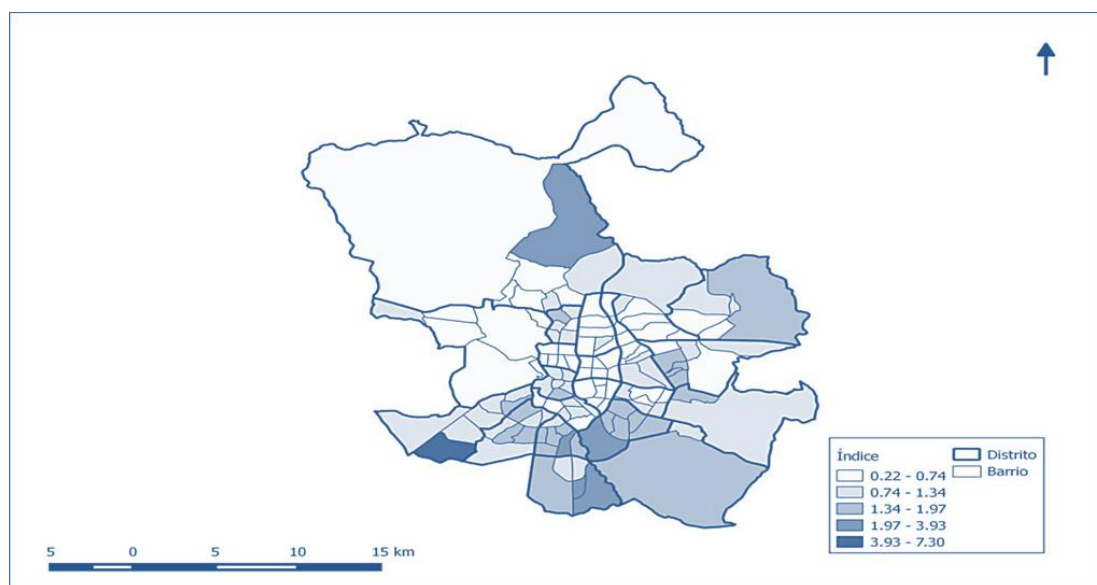 Índice
0.22 - 0.74
0.74 - 1.34
1.34 - 1.97
1.97 - 3.93
3.93 - 7.30
Distrito
Barrio
5 0 5 10 15 km